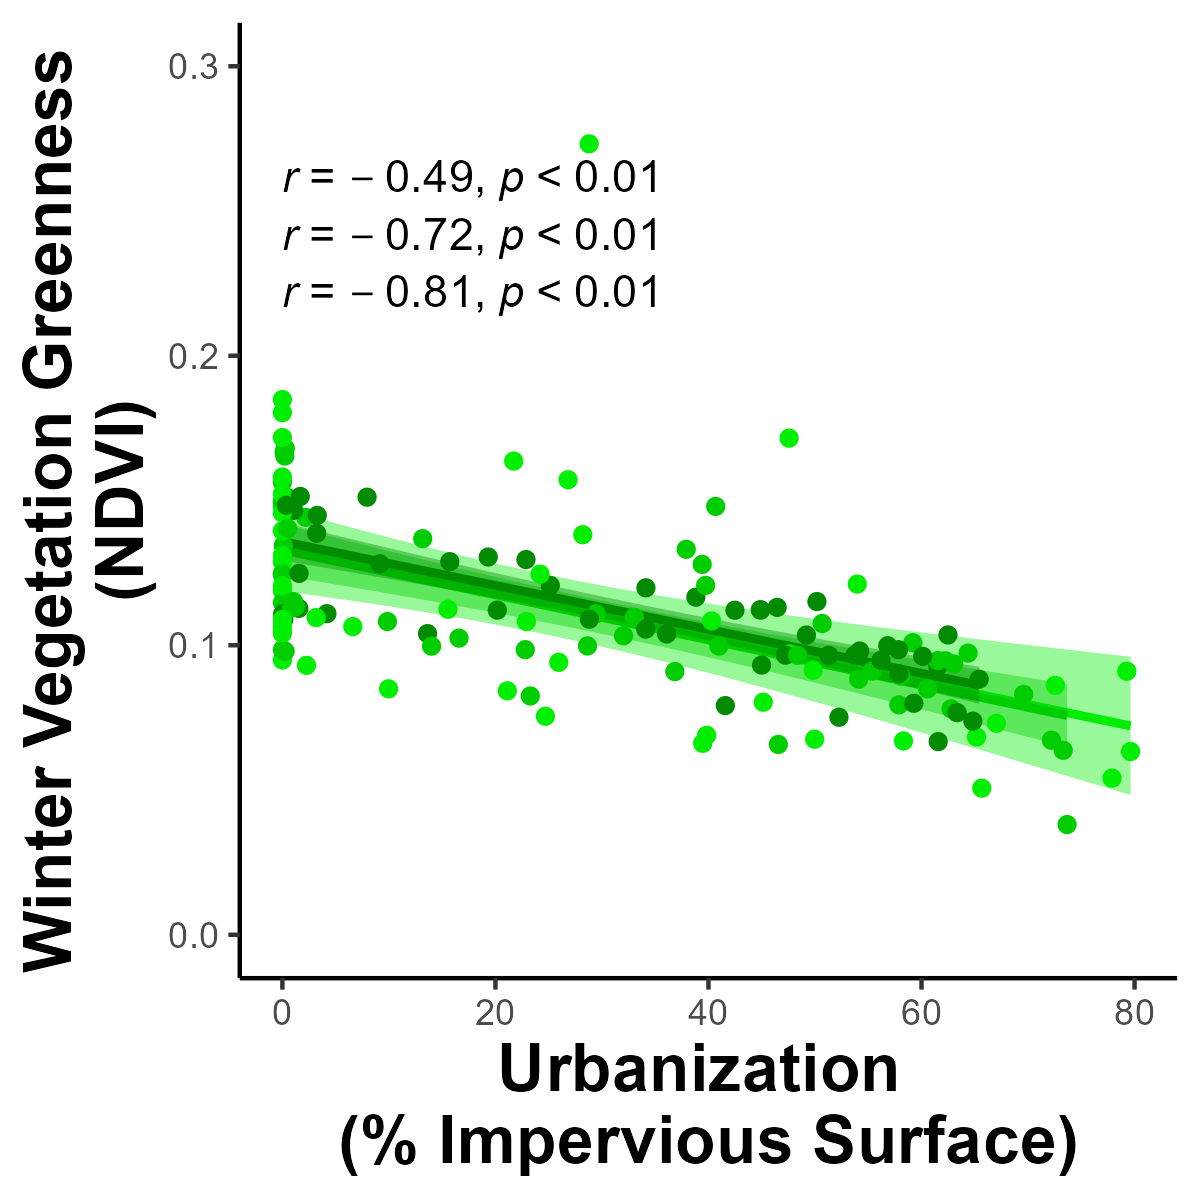 Winter Vegetation Greenness
(NDVI)
0.3
0.2
0.1
0.0
r = − 0.49, p < 0.01
r = − 0.72, p < 0.01
r = − 0.81, p < 0.01
0 20 40 60 80
Urbanization
(% Impervious Surface)